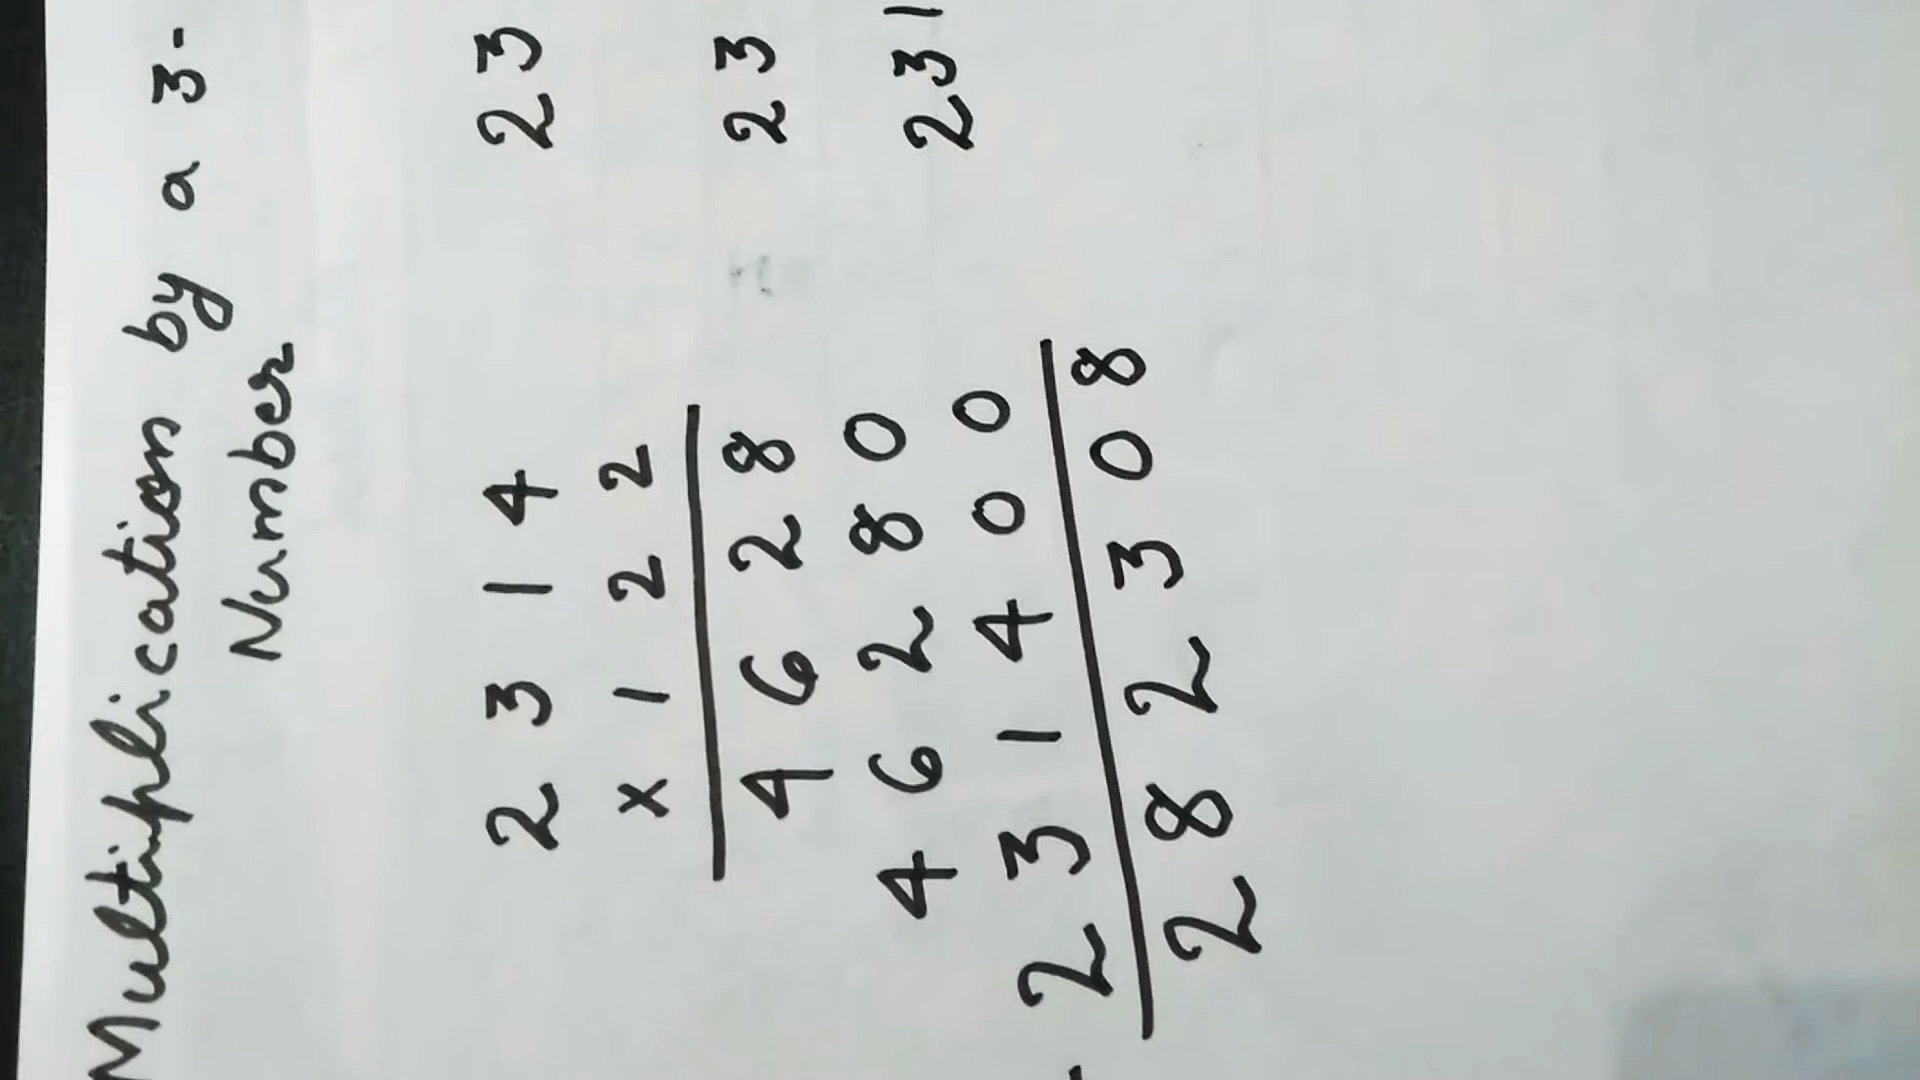 Multiplication by a 3-
Number
2 3 1 4
x 1 2 2
4 6 2 8
4 6 2 8 0
2 3 1 4 0 0
2 8 2 3 0 8
2 3
2 3
2 3 1